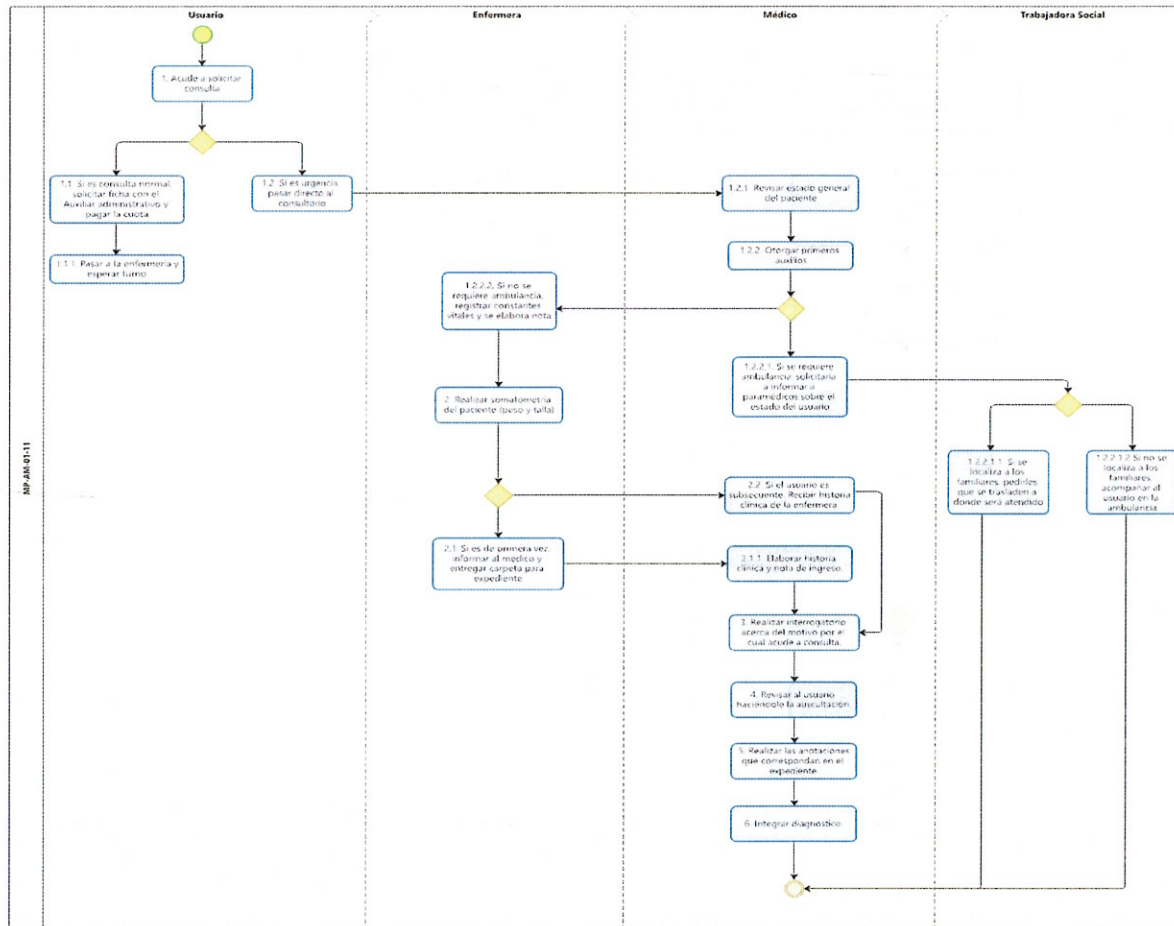 Usuario
Enfermera
Médico
Trabajadora Social
MP-AM-01-11
1. Acude a solicitar
consulta
1.1. Si es consulta normal,
solicitar ficha con el
Auxiliar administrativo y
pagar la cuota
1.2. Si es urgencia
pasar directo al
consultorio
1.2.1. Revisar estado general
del paciente
1.1.1. Pasar a la enfermería y
esperar turno
1.2.2. Otorgar primeros
auxilios
1.2.2.2. Si no se
requiere ambulancia,
registrar constantes
vitales y se elabora nota
1.2.2.1. Si se requiere
ambulancia, solicitarla
a informar a
paramédicos sobre el
estado del usuario
2. Realizar somatometría
del paciente (peso y talla)
1.2.2.1.1. Si se
localiza a los
familiares, pedirles
que se trasladen a
donde será atendido
1.2.2.1.2 Si no se
localiza a los
familiares,
acompañar al
usuario en la
ambulancia
2.2. Si el usuario es
subsecuente. Recibir historia
clínica de la enfermera
2.1. Si es de primera vez,
informar al médico y
entregar carpeta para
expediente
2.1.1. Elaborar historia
clínica y nota de ingreso.
3. Realizar interrogatorio
acerca del motivo por el
cual acude a consulta.
4. Revisar al usuario
haciéndole la auscultación.
5. Realizar las anotaciones
que correspondan en el
expediente.
6. Integrar diagnóstico.